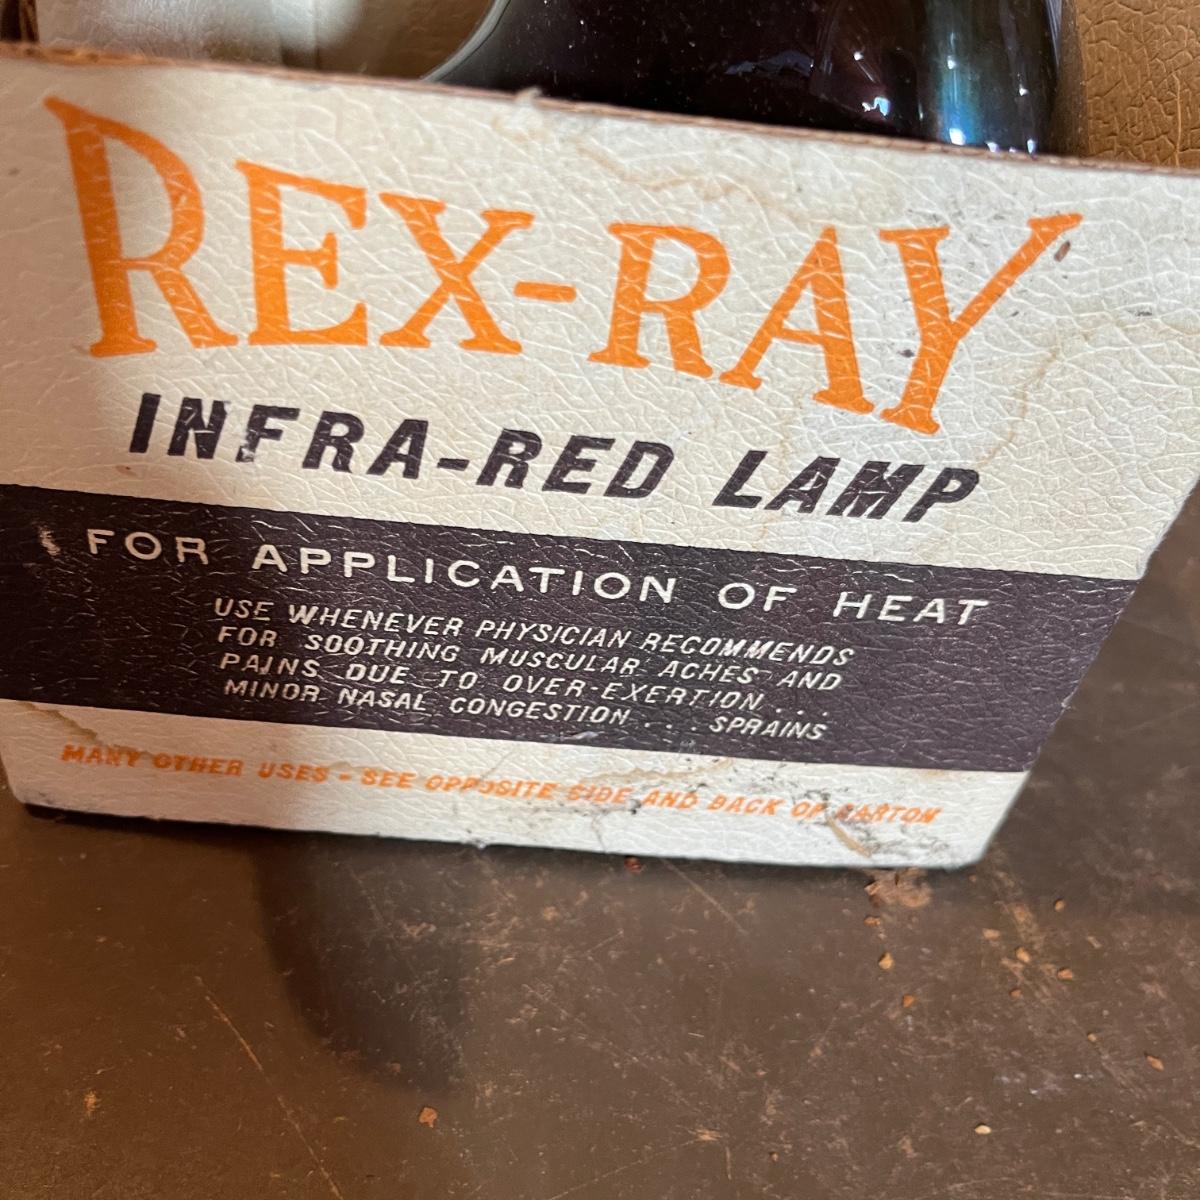 REX-RAY
INFRA-RED LAMP
FOR APPLICATION OF HEAT
USE WHENEVER PHYSICIAN RECOMMENDS
FOR SOOTHING MUSCULAR ACHES AND
PAINS DUE TO OVER-EXERTION . . .
MINOR NASAL CONGESTION . . . SPRAINS
MANY OTHER USES - SEE OPPOSITE SIDE AND BACK OF CARTON